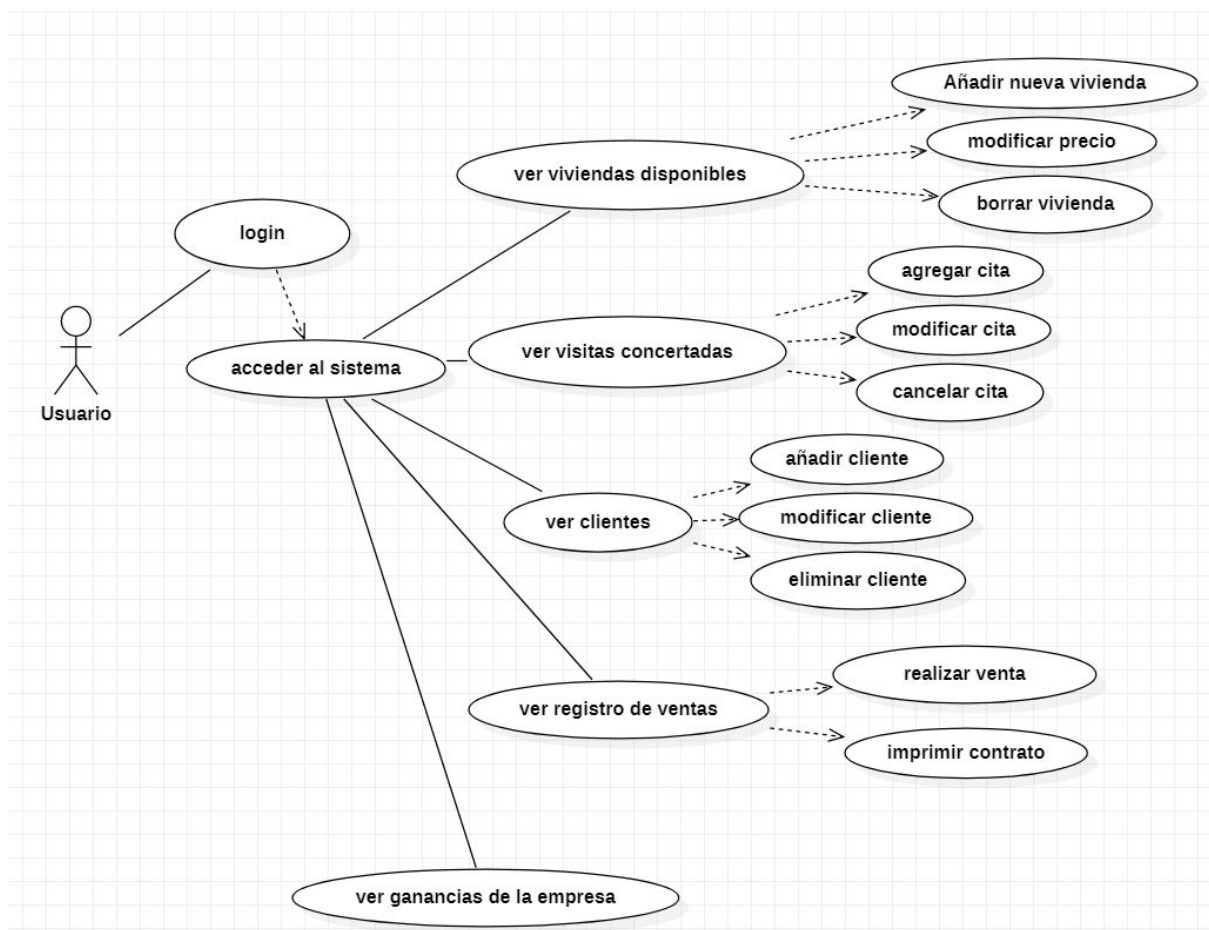 Añadir nueva vivienda
modificar precio
ver viviendas disponibles
borrar vivienda
login
agregar cita
modificar cita
ver visitas concertadas
acceder al sistema
cancelar cita
Usuario
añadir cliente
modificar cliente
ver clientes
eliminar cliente
realizar venta
ver registro de ventas
imprimir contrato
ver ganancias de la empresa